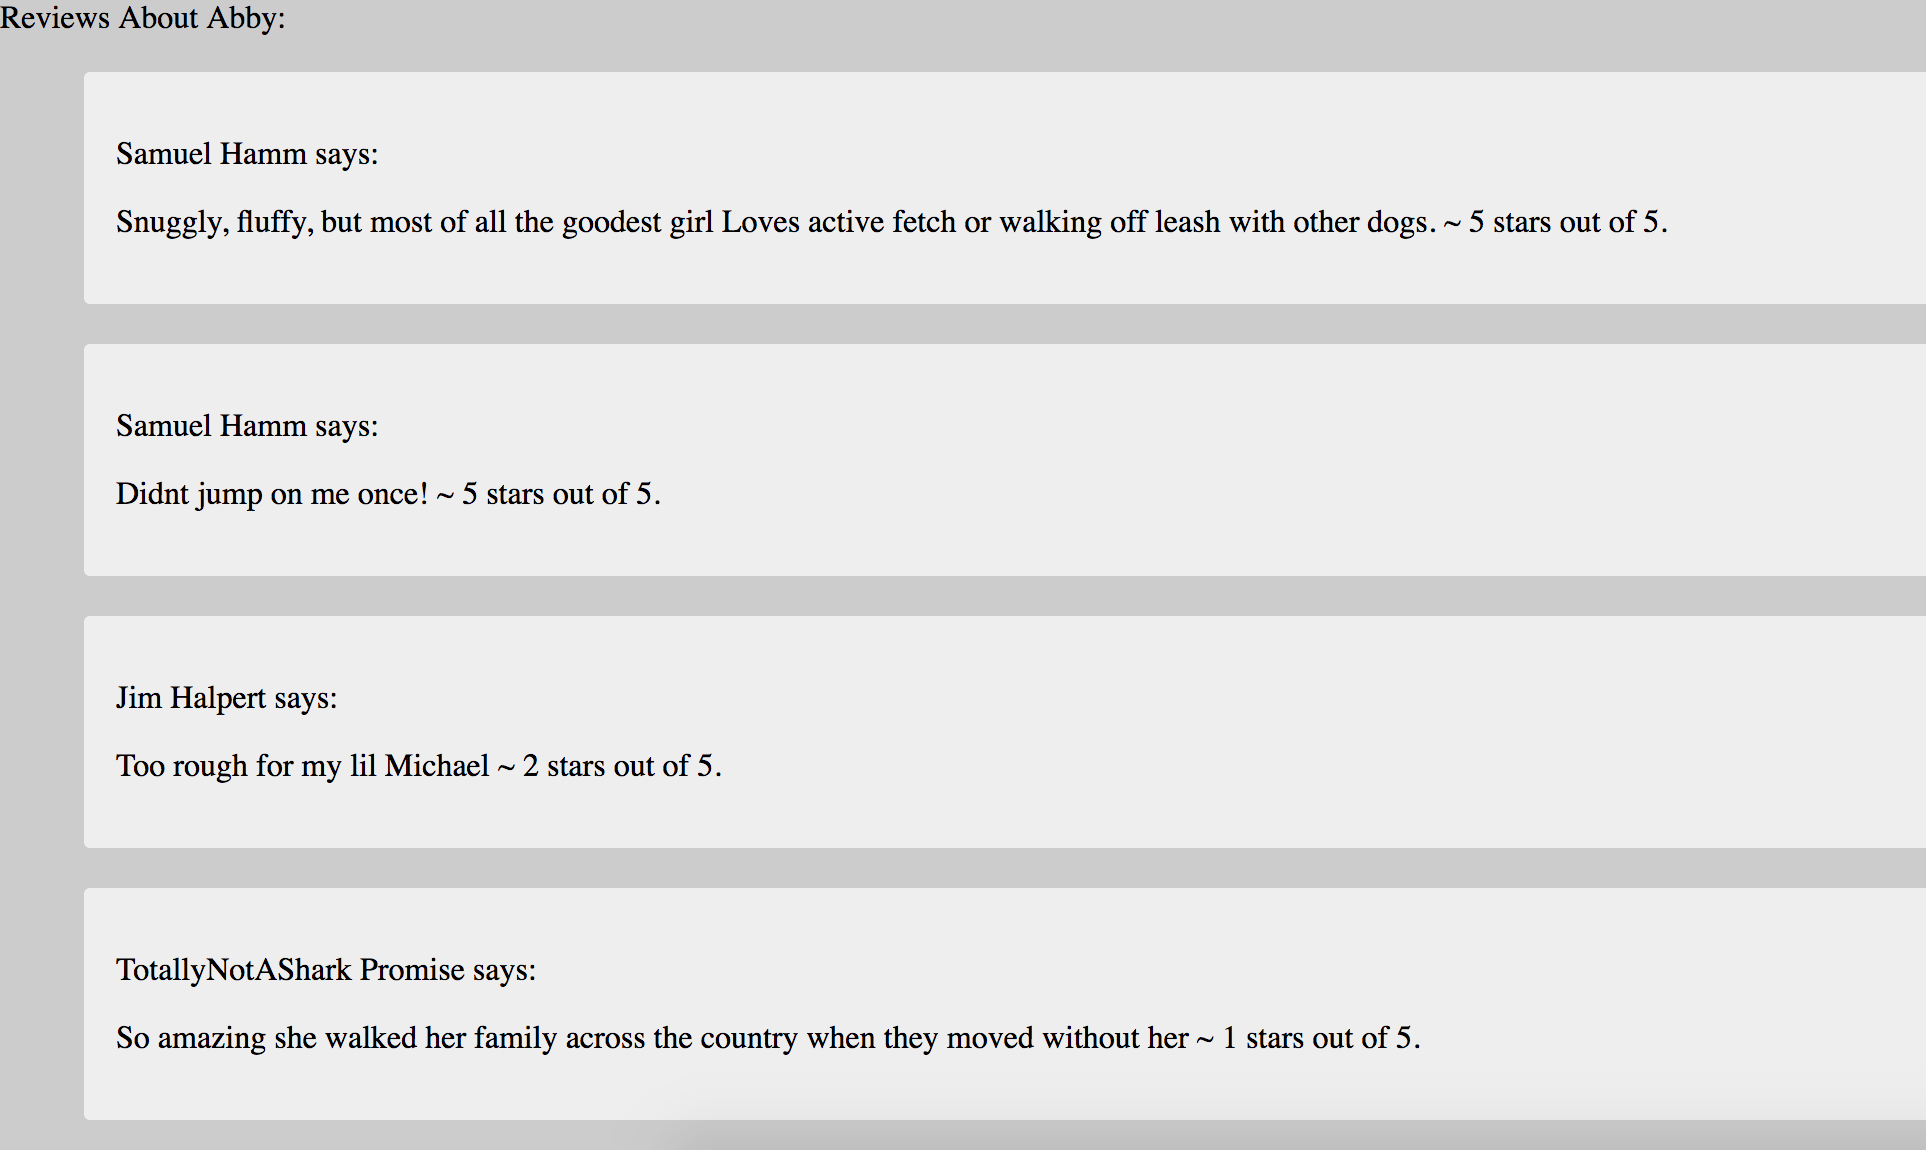 Reviews About Abby:
Samuel Hamm says:
Snuggly, fluffy, but most of all the goodest girl Loves active fetch or walking off leash with other dogs. ~ 5 stars out of 5.
Samuel Hamm says:
Didnt jump on me once! ~ 5 stars out of 5.
Jim Halpert says:
Too rough for my lil Michael ~ 2 stars out of 5.
TotallyNotAShark Promise says:
So amazing she walked her family across the country when they moved without her ~ 1 stars out of 5.